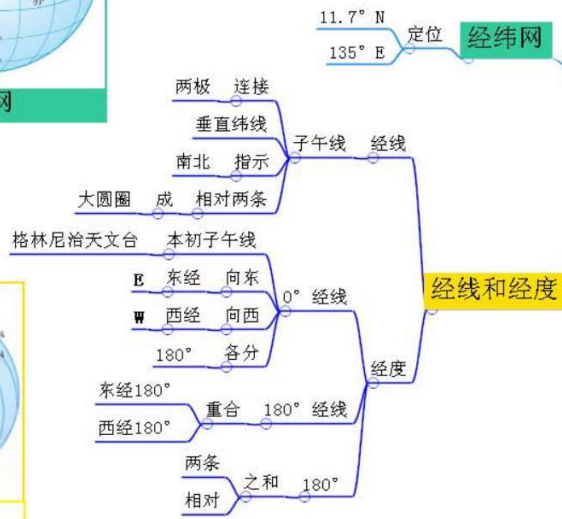 11.7° N
135° E
定位
经纬网
网
两极
连接
垂直纬线
南北
指示
子午线
经线
大圆圈
成
相对两条
格林尼治天文台
本初子午线
E
东经
向东
0° 经线
经线和经度
W
西经
向西
180°
各分
经度
东经180°
西经180°
重合
180° 经线
两条
相对
之和
180°